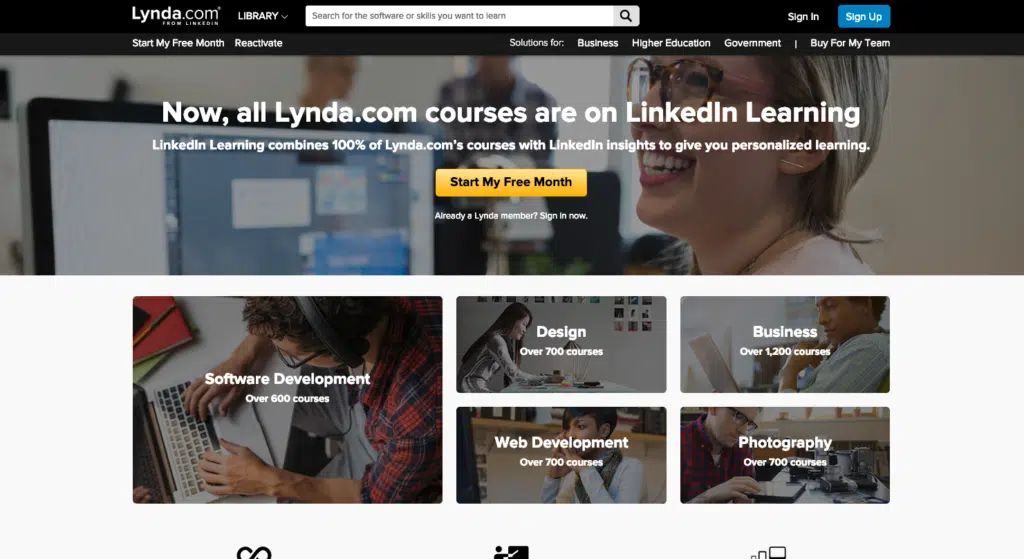 Lynda.com®
FROM LINKEDIN
LIBRARY
Search for the software or skills you want to learn
Sign In
Sign Up
Start My Free Month
Reactivate
Solutions for:
Business
Higher Education
Government
|
Buy For My Team
Now, all Lynda.com courses are on LinkedIn Learning
LinkedIn Learning combines 100% of Lynda.com's courses with LinkedIn insights to give you personalized learning.
Start My Free Month
Already a Lynda member? Sign in now.
Software Development
Over 600 courses
Design
Over 700 courses
Business
Over 1,200 courses
Web Development
Over 700 courses
Photography
Over 700 courses